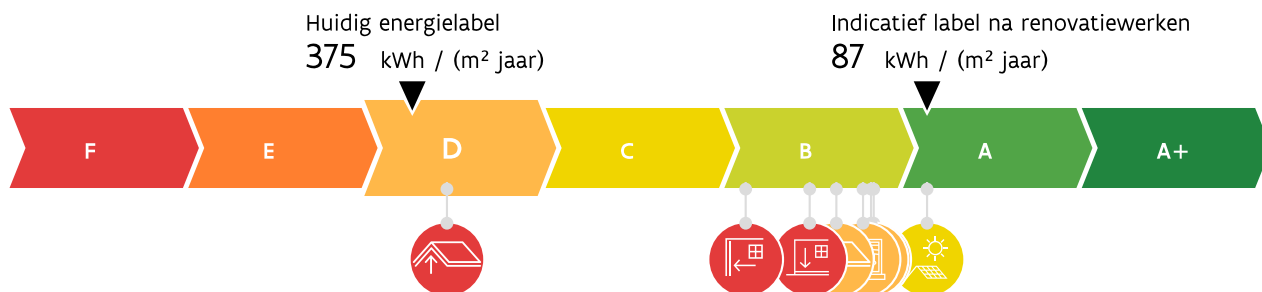 Huidig energielabel
375 kWh / (m² jaar)
Indicatief label na renovatiewerken
87 kWh / (m² jaar)
F E D C B A A+